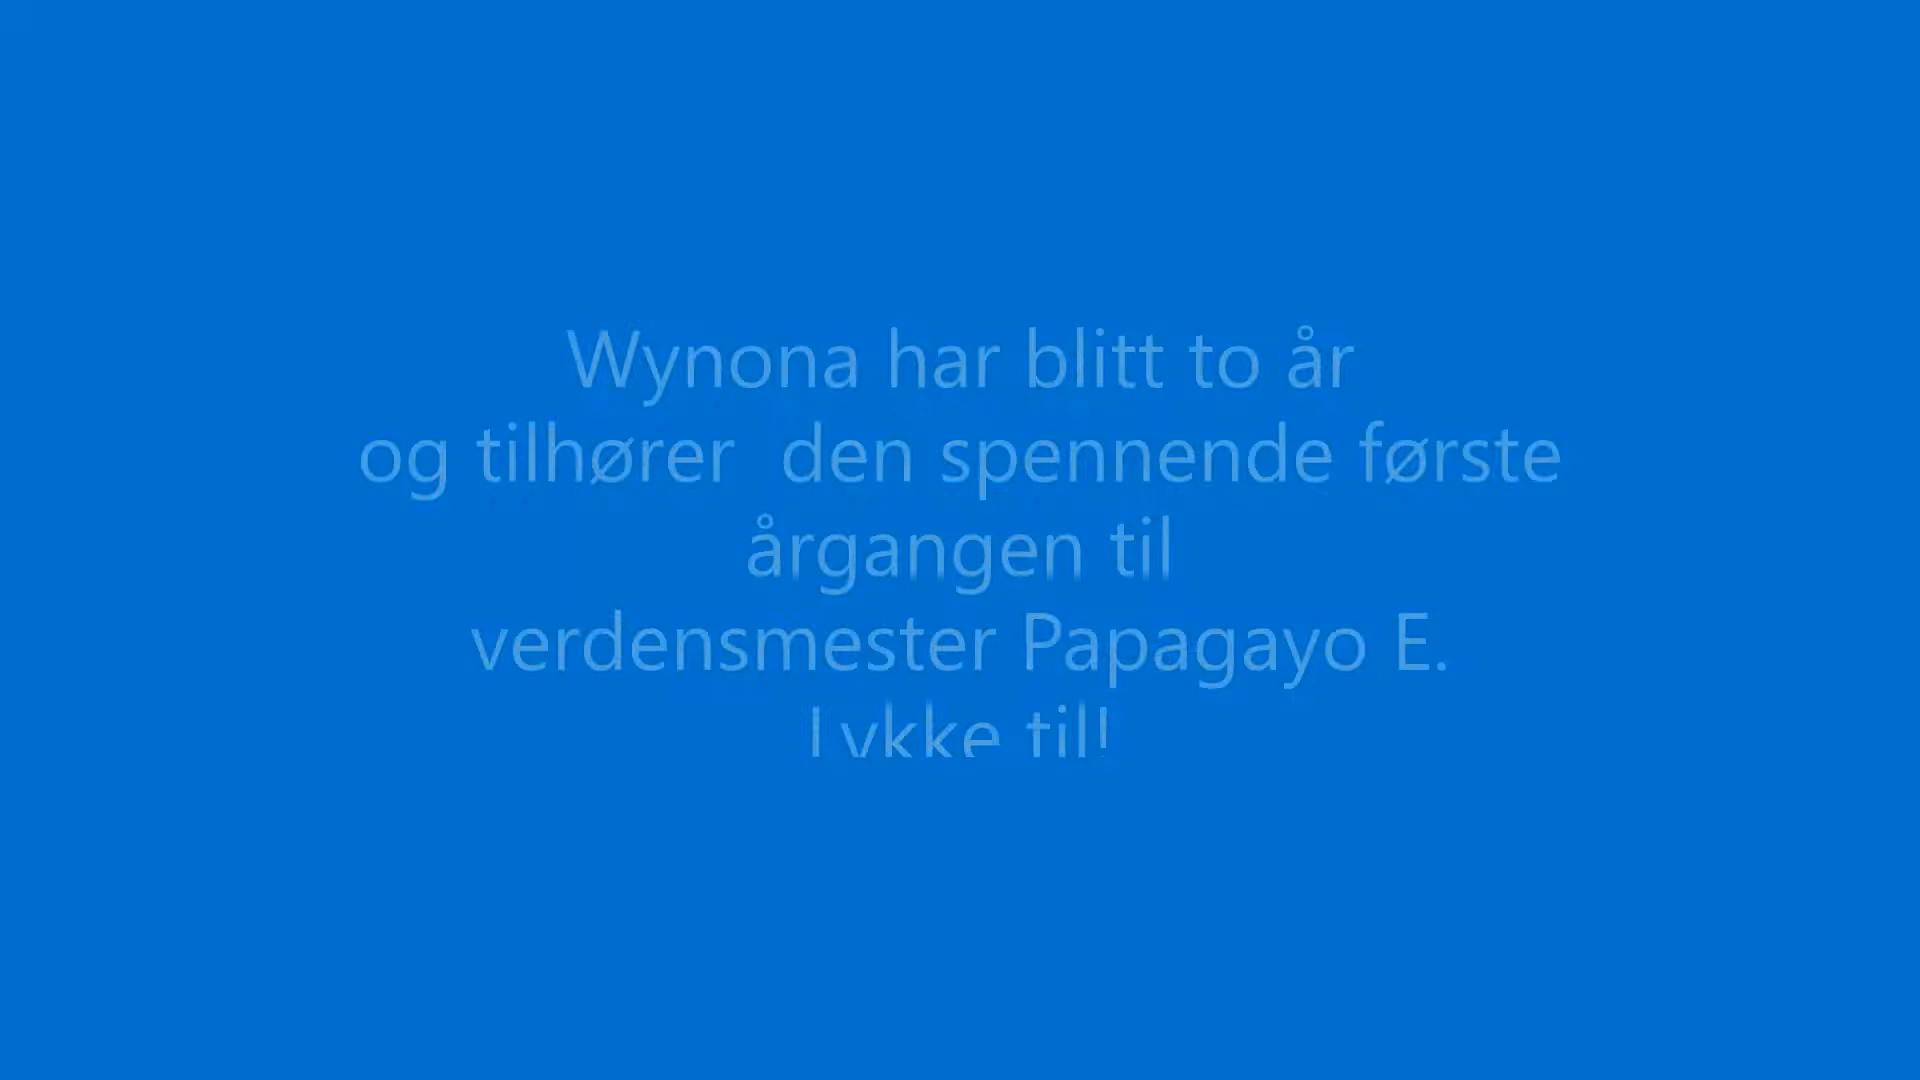 Wynona har blitt to år
og tilhører  den spennende første
årgangen til
verdensmester Papagayo E.
Lykke til!